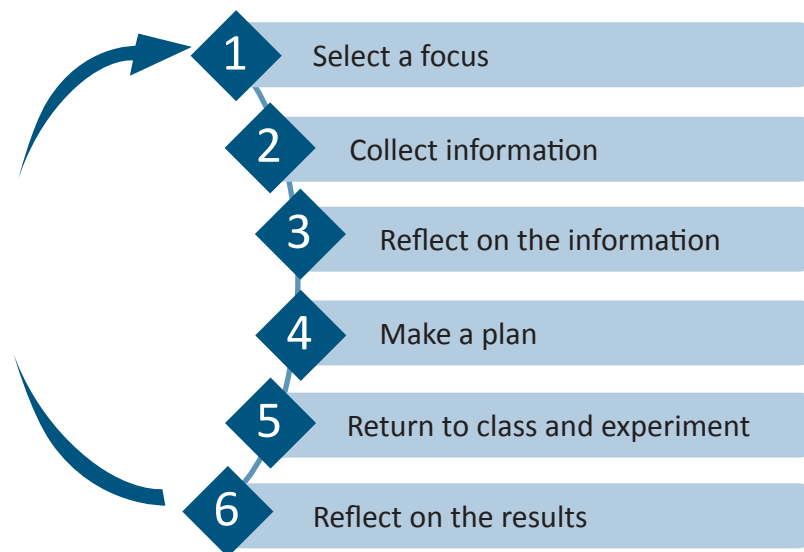 1 Select a focus
2 Collect information
3 Reflect on the information
4 Make a plan
5 Return to class and experiment
6 Reflect on the results